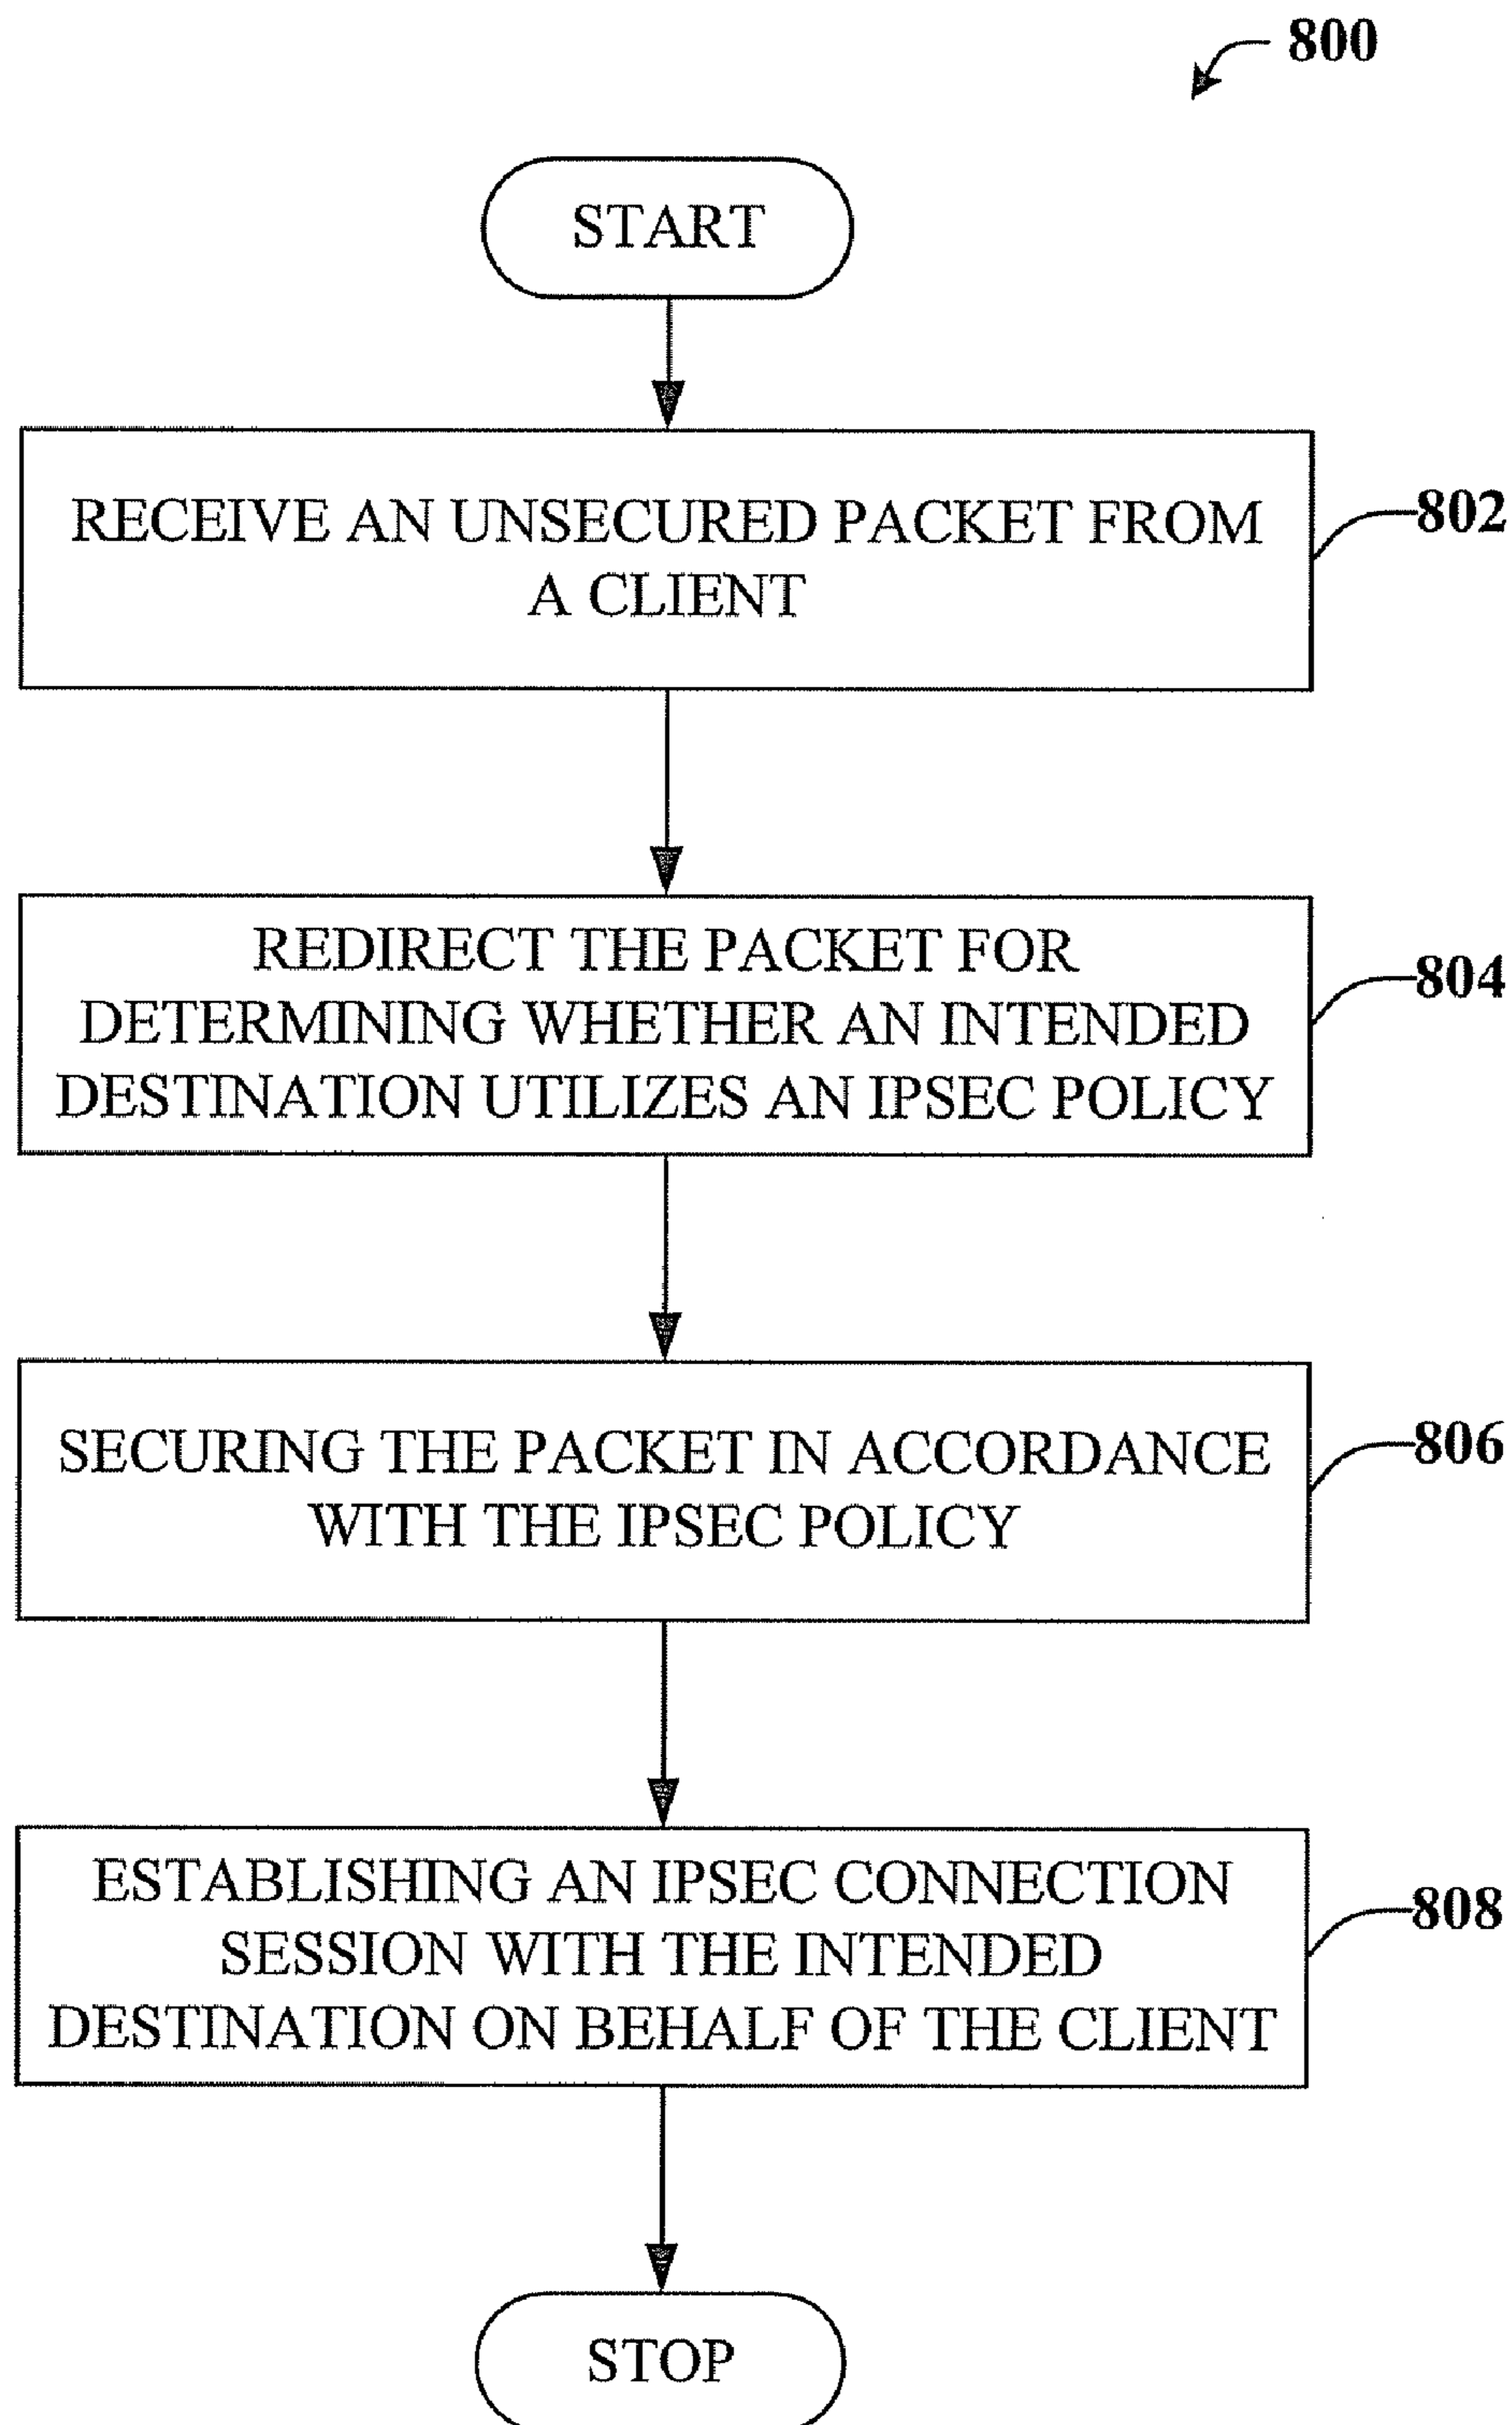 800
START
RECEIVE AN UNSECURED PACKET FROM
A CLIENT
802
REDIRECT THE PACKET FOR
DETERMINING WHETHER AN INTENDED
DESTINATION UTILIZES AN IPSEC POLICY
804
SECURING THE PACKET IN ACCORDANCE
WITH THE IPSEC POLICY
806
ESTABLISHING AN IPSEC CONNECTION
SESSION WITH THE INTENDED
DESTINATION ON BEHALF OF THE CLIENT
808
STOP